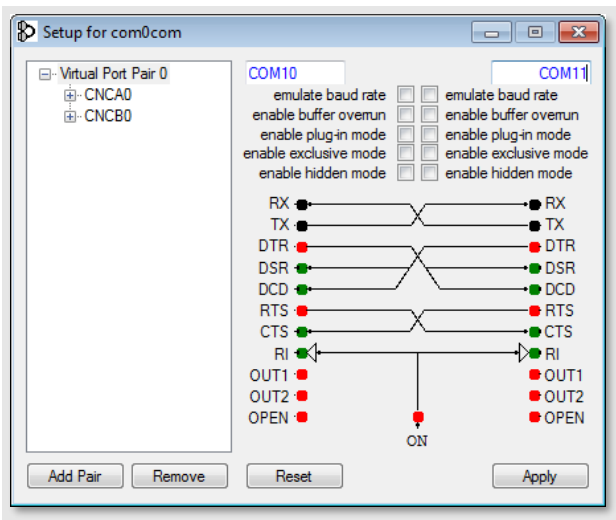 Setup for com0com
Virtual Port Pair 0
CNCA0
CNCB0
COM10 COM11
emulate baud rate emulate baud rate
enable buffer overrun enable buffer overrun
enable plug-in mode enable plug-in mode
enable exclusive mode enable exclusive mode
enable hidden mode enable hidden mode
RX RX
TX TX
DTR DTR
DSR DSR
DCD DCD
RTS RTS
CTS CTS
RI RI
OUT1 OUT1
OUT2 OUT2
OPEN OPEN
ON
Add Pair Remove Reset Apply